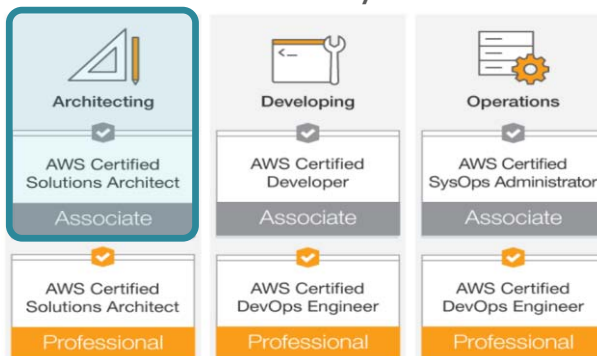 Architecting
AWS Certified
Solutions Architect
Associate
AWS Certified
Solutions Architect
Professional
Developing
AWS Certified
Developer
Associate
AWS Certified
DevOps Engineer
Professional
Operations
AWS Certified
SysOps Administrator
Associate
AWS Certified
DevOps Engineer
Professional